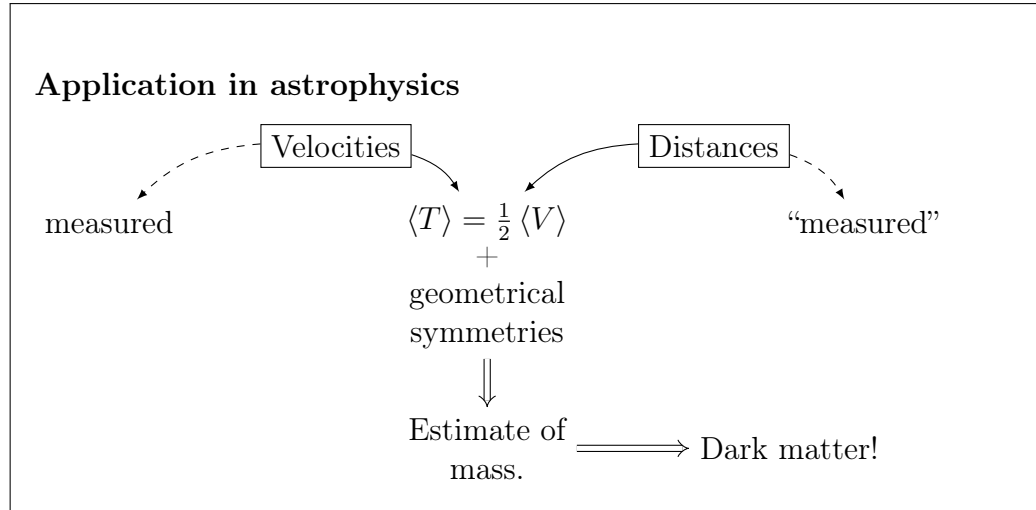 Application in astrophysics
Velocities
Distances
measured
⟨T⟩ = ½ ⟨V⟩
“measured”
+
geometrical
symmetries
Estimate of
mass.
Dark matter!